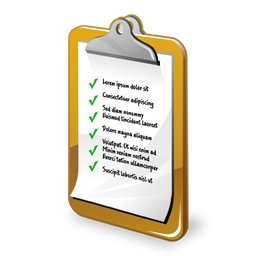 Lorem ipsum dolor sit
Consectetuer adipiscing
Sed diam nonummy
Euismod tincidunt laoreet
Dolore magna aliquam
Volutpat. Ut wisi enim ad
Minim veniam nostrud
Exerci tation ullamcorper
Suscipit lobortis nisl ut